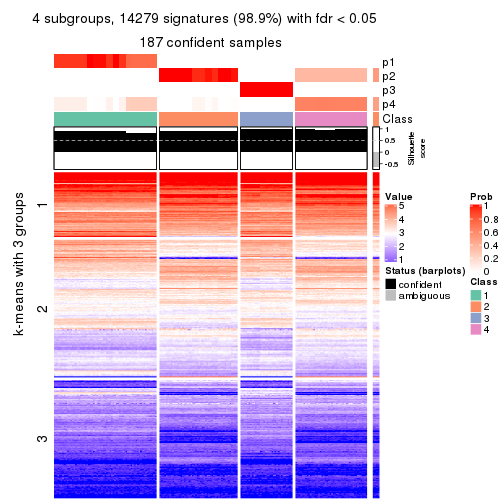 4 subgroups, 14279 signatures (98.9%) with fdr < 0.05
187 confident samples
p1
p2
p3
p4
Class
1
0.5
0
-0.5
Silhouette
score
k-means with 3 groups
1
2
3
Value
5
4
3
2
1
Status (barplots)
confident
ambiguous
Prob
1
0.8
0.6
0.4
0.2
0
Class
1
2
3
4